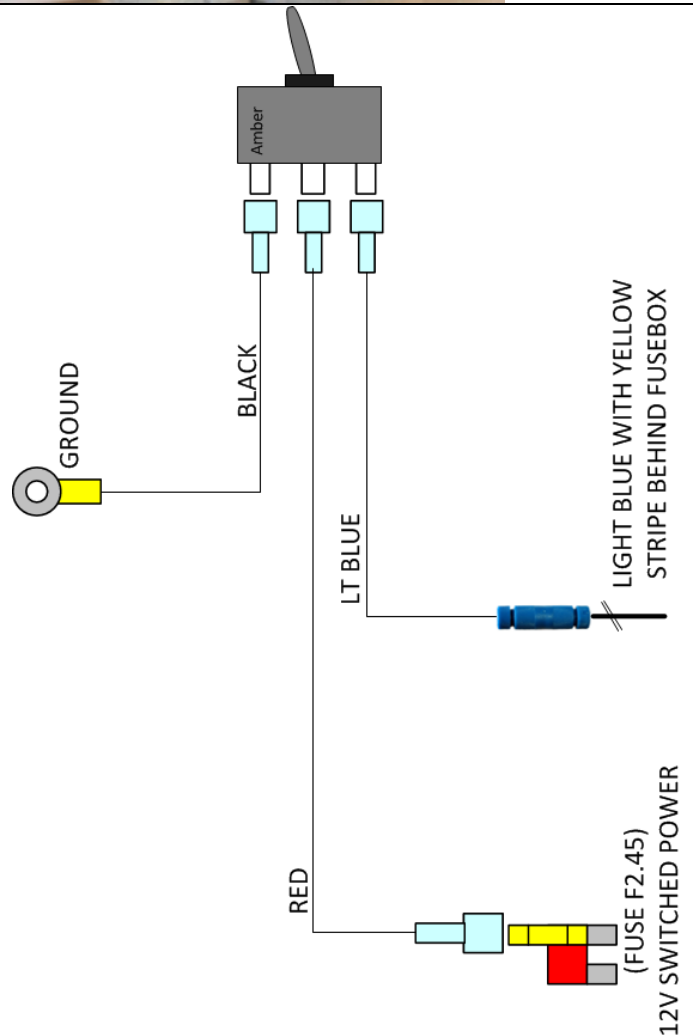 Amber
GROUND
BLACK
LT BLUE
LIGHT BLUE WITH YELLOW
STRIPE BEHIND FUSEBOX
RED
(FUSE F2.45)
12V SWITCHED POWER